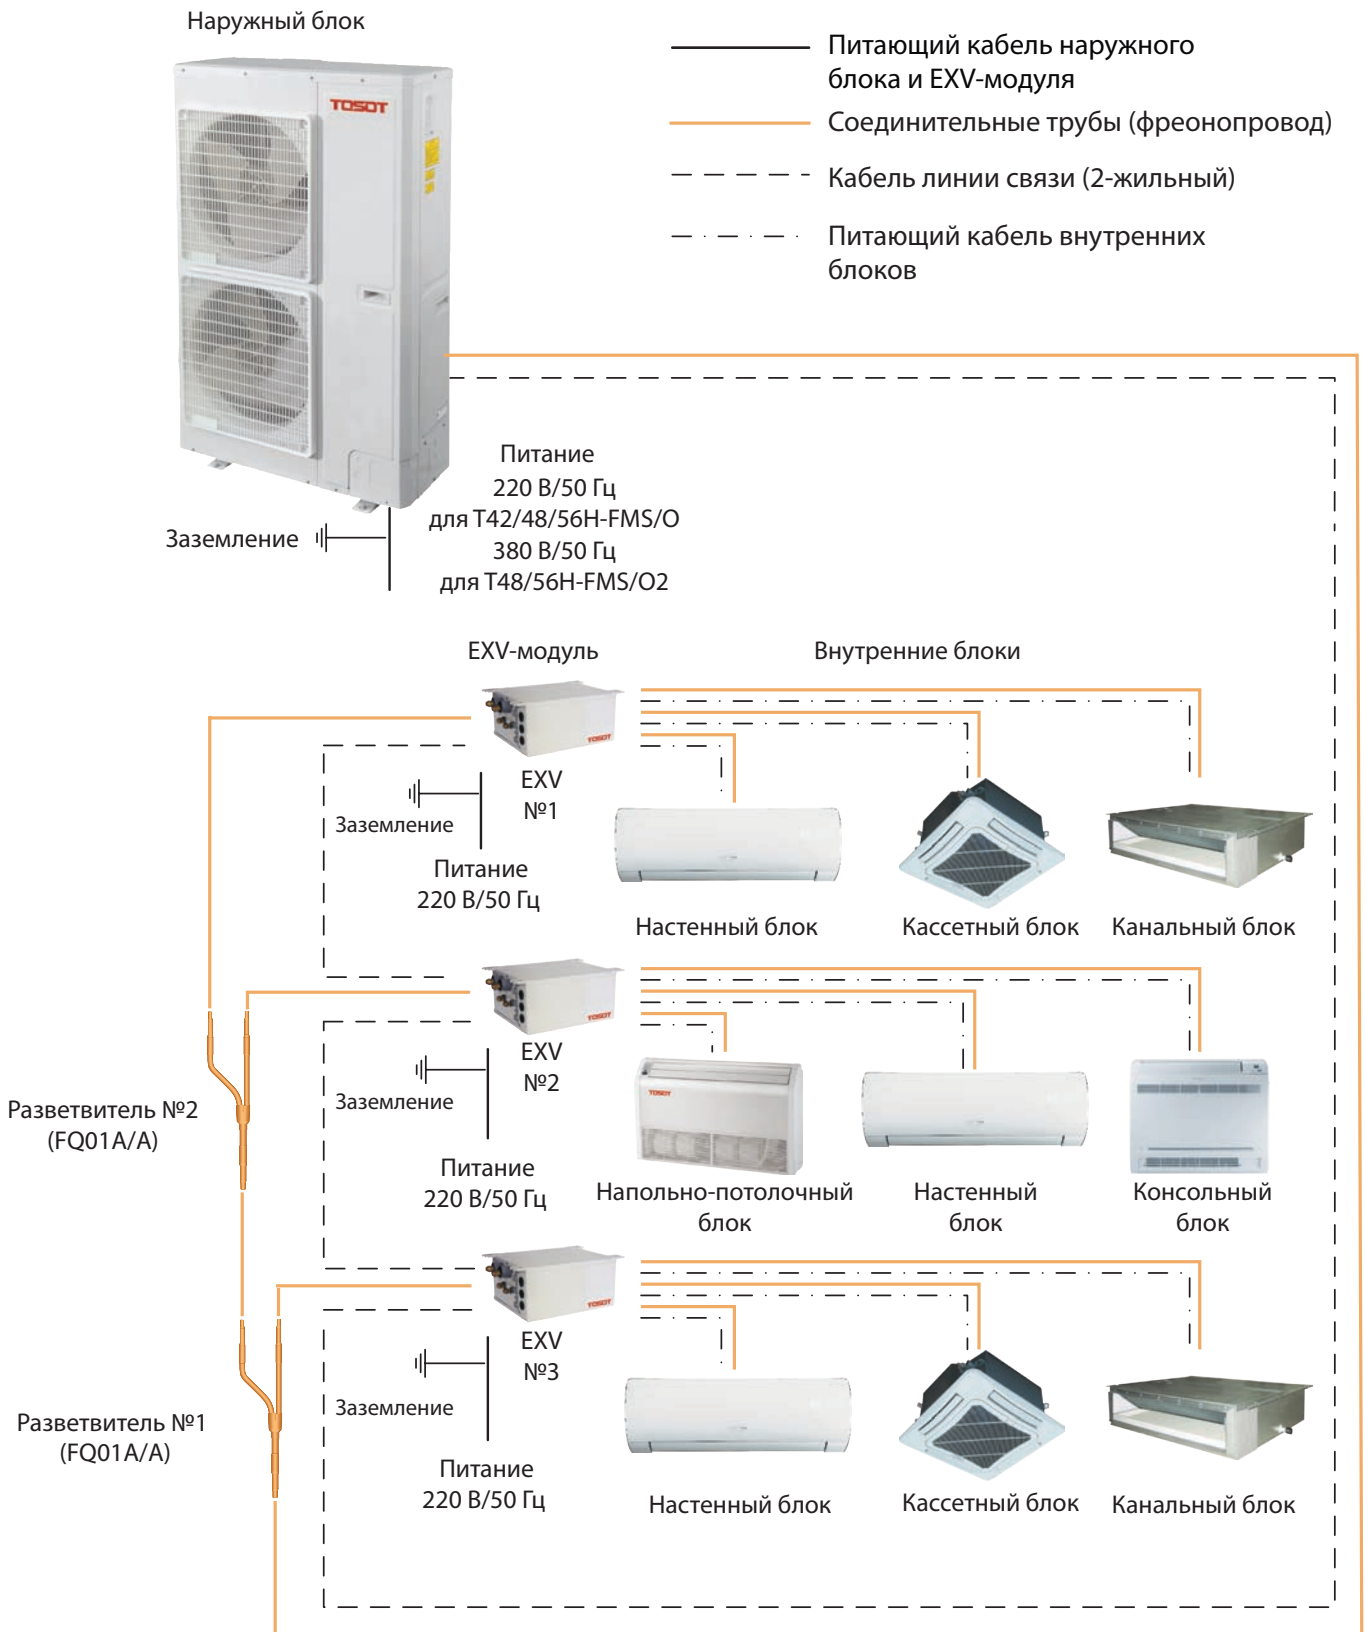 Наружный блок
TOSOT
Питающий кабель наружного
блока и EXV-модуля
Соединительные трубы (фреонопровод)
Кабель линии связи (2-жильный)
Питающий кабель внутренних
блоков
Питание
220 В/50 Гц
для T42/48/56H-FMS/O
380 В/50 Гц
для T48/56H-FMS/O2
Заземление
EXV-модуль
Внутренние блоки
TOSOT
EXV
№1
Заземление
Питание
220 В/50 Гц
Настенный блок
Кассетный блок
Канальный блок
TOSOT
EXV
№2
Заземление
TOSOT
Разветвитель №2
(FQ01A/A)
Питание
220 В/50 Гц
Напольно-потолочный
блок
Настенный
блок
Консольный
блок
TOSOT
EXV
№3
Заземление
Разветвитель №1
(FQ01A/A)
Питание
220 В/50 Гц
Настенный блок
Кассетный блок
Канальный блок